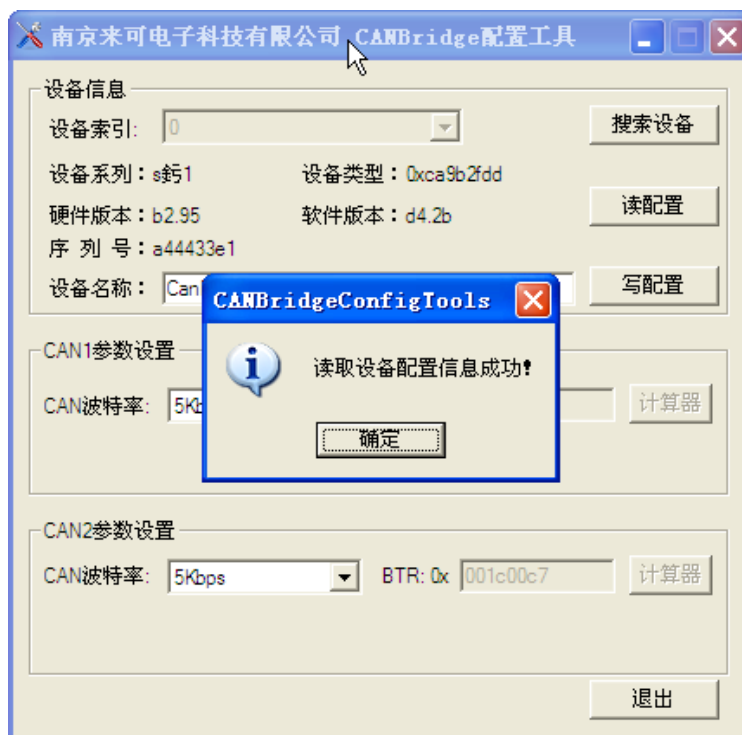 南京来可电子科技有限公司 CANBridge配置工具
设备信息
设备索引: 0
搜索设备
设备系列：s鈣1 设备类型：0xca9b2fdd
硬件版本：b2.95 软件版本：d4.2b
读配置
序 列 号：a44433e1
设备名称： Can
写配置
CANBridgeConfigTools
读取设备配置信息成功!
确定
CAN1参数设置
CAN波特率: 5Kb
计算器
CAN2参数设置
CAN波特率: 5Kbps BTR: 0x 001c00c7 计算器
退出